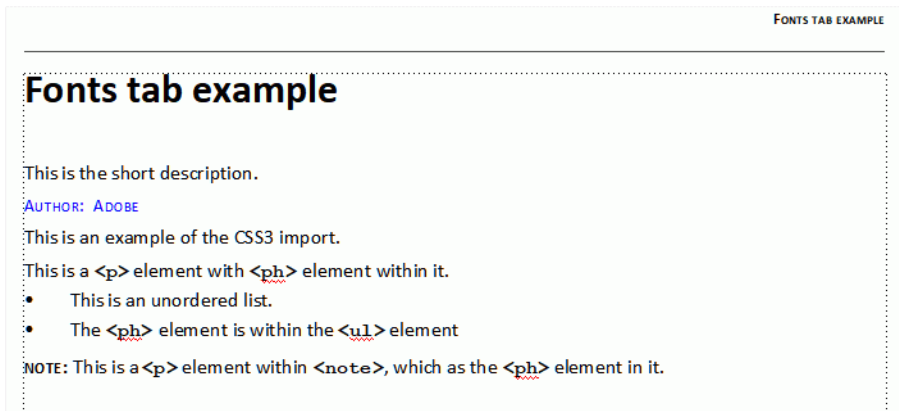 FONTS TAB EXAMPLE
Fonts tab example
This is the short description.
AUTHOR: ADOBE
This is an example of the CSS3 import.
This is a <p> element with <ph> element within it.
• This is an unordered list.
• The <ph> element is within the <ul> element
NOTE: This is a <p> element within <note>, which as the <ph> element in it.